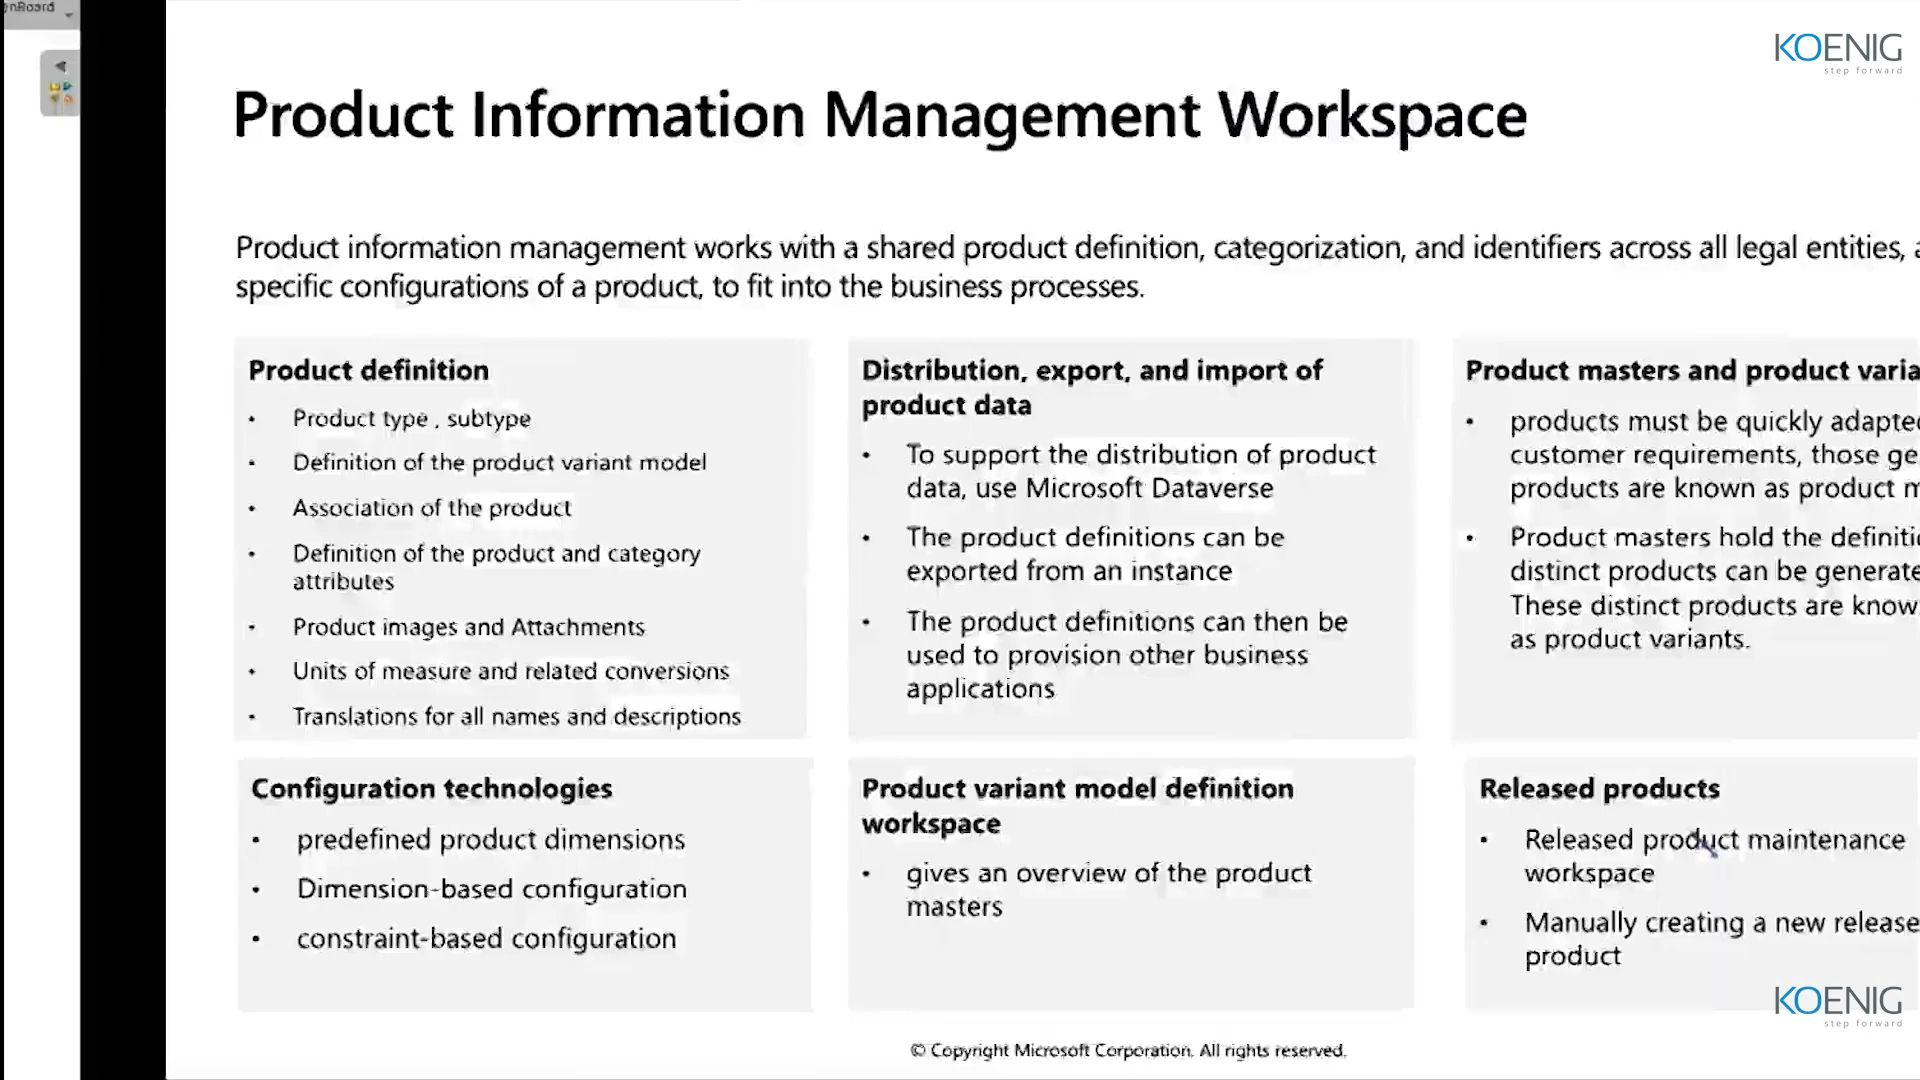 KOENIG
step forward
Product Information Management Workspace
Product information management works with a shared product definition, categorization, and identifiers across all legal entities,
specific configurations of a product, to fit into the business processes.
Product definition
• Product type , subtype
• Definition of the product variant model
• Association of the product
• Definition of the product and category
attributes
• Product images and Attachments
• Units of measure and related conversions
• Translations for all names and descriptions
Distribution, export, and import of
product data
• To support the distribution of product
data, use Microsoft Dataverse
• The product definitions can be
exported from an instance
• The product definitions can then be
used to provision other business
applications
Product masters and product
• products must be quickly
customer requirements, those
products are known as product
• Product masters hold the
distinct products can be
These distinct products are
as product variants.
Configuration technologies
• predefined product dimensions
• Dimension-based configuration
• constraint-based configuration
Product variant model definition
workspace
• gives an overview of the product
masters
Released products
• Released product maintenance
workspace
• Manually creating a new
product
KOENIG
step forward
© Copyright Microsoft Corporation. All rights reserved.